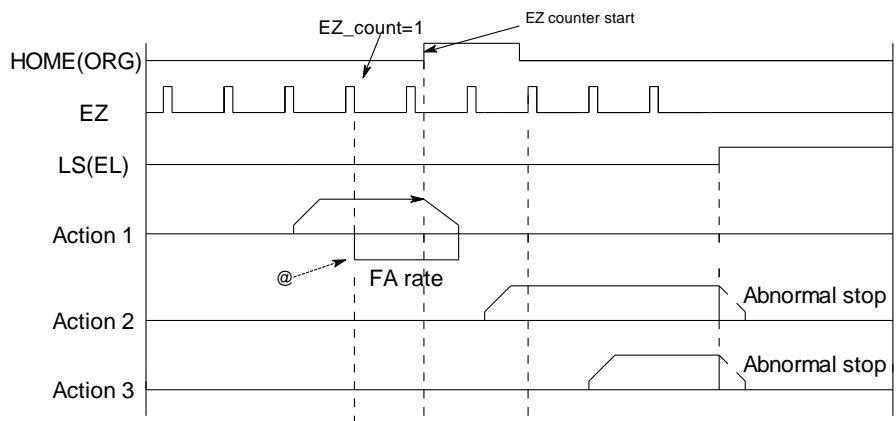 EZ counter start
EZ_count=1
HOME(ORG)
EZ
LS(EL)
Action 1
@ FA rate
Abnormal stop
Action 2
Abnormal stop
Action 3